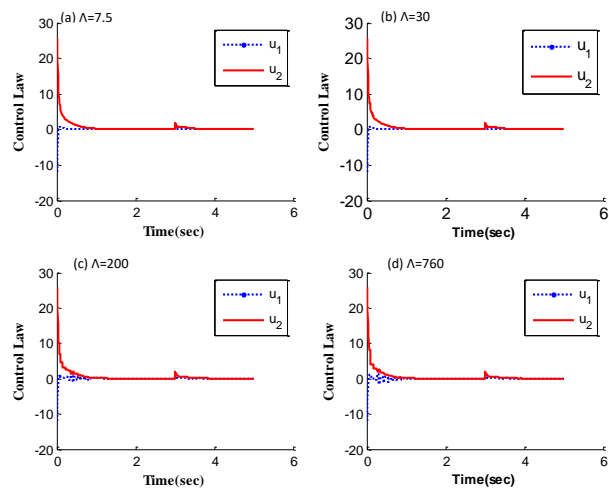 (a) Λ=7.5
30
20
10
0
-10
-20
Control Law
0 2 4 6
Time(sec)
u1
u2
(b) Λ=30
30
20
10
0
-10
-20
Control Law
0 2 4 6
Time(sec)
u1
u2
(c) Λ=200
30
20
10
0
-10
20
Control Law
0 2 4 6
Time(sec)
u1
u2
(d) Λ=760
30
20
10
0
-10
20
Control Law
0 2 4 6
Time(sec)
u1
u2